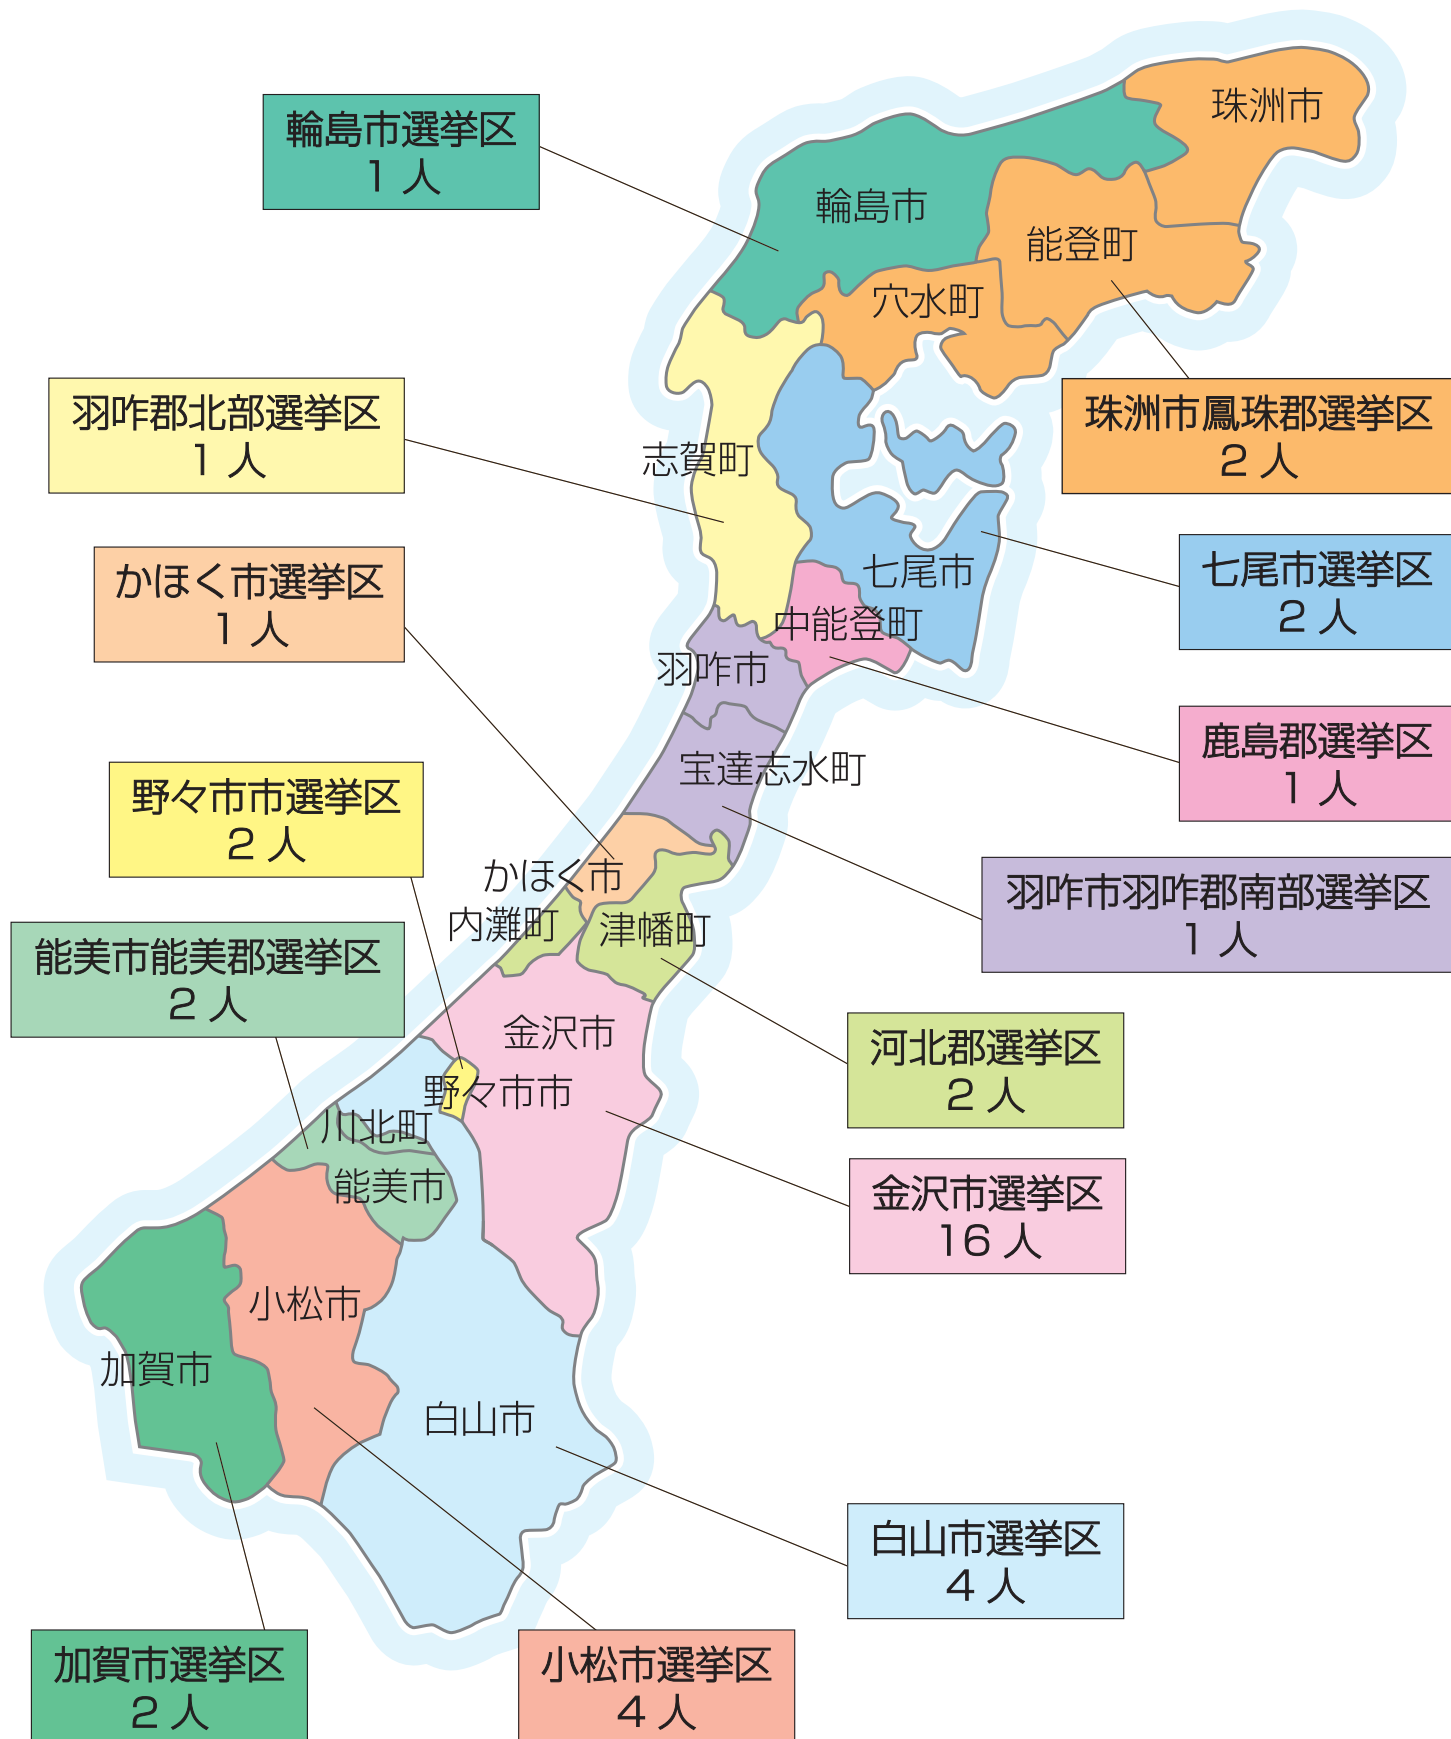 珠洲市
輪島市選挙区
1 人
輪島市
能登町
穴水町
羽咋郡北部選挙区
1 人
珠洲市鳳珠郡選挙区
2 人
志賀町
かほく市選挙区
1 人
七尾市選挙区
2 人
七尾市
中能登町
羽咋市
鹿島郡選挙区
1 人
宝達志水町
野々市市選挙区
2 人
かほく市
羽咋市羽咋郡南部選挙区
1 人
内灘町
津幡町
能美市能美郡選挙区
2 人
金沢市
河北郡選挙区
2 人
野々市市
川北町
能美市
金沢市選挙区
16 人
小松市
加賀市
白山市
白山市選挙区
4 人
加賀市選挙区
2 人
小松市選挙区
4 人